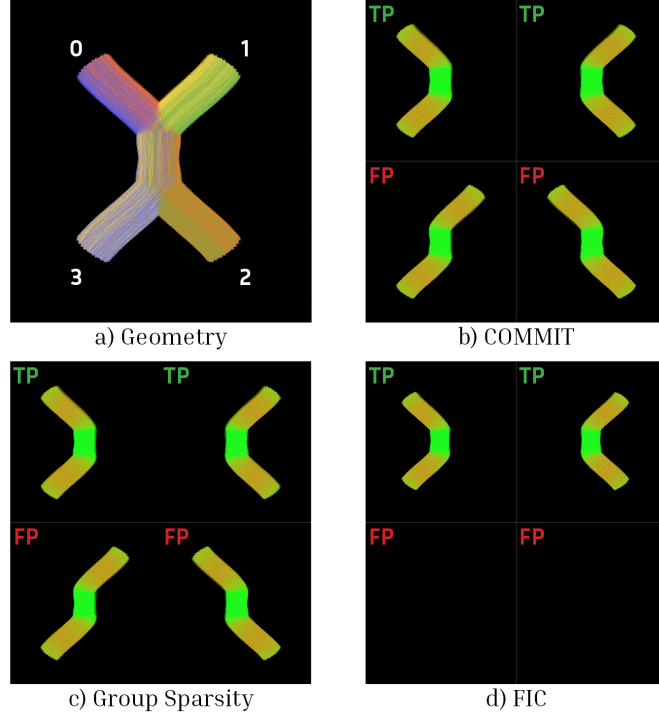 0 1
3 2
a) Geometry
TP TP
FP FP
b) COMMIT
TP TP
FP FP
c) Group Sparsity
TP TP
FP FP
d) FIC